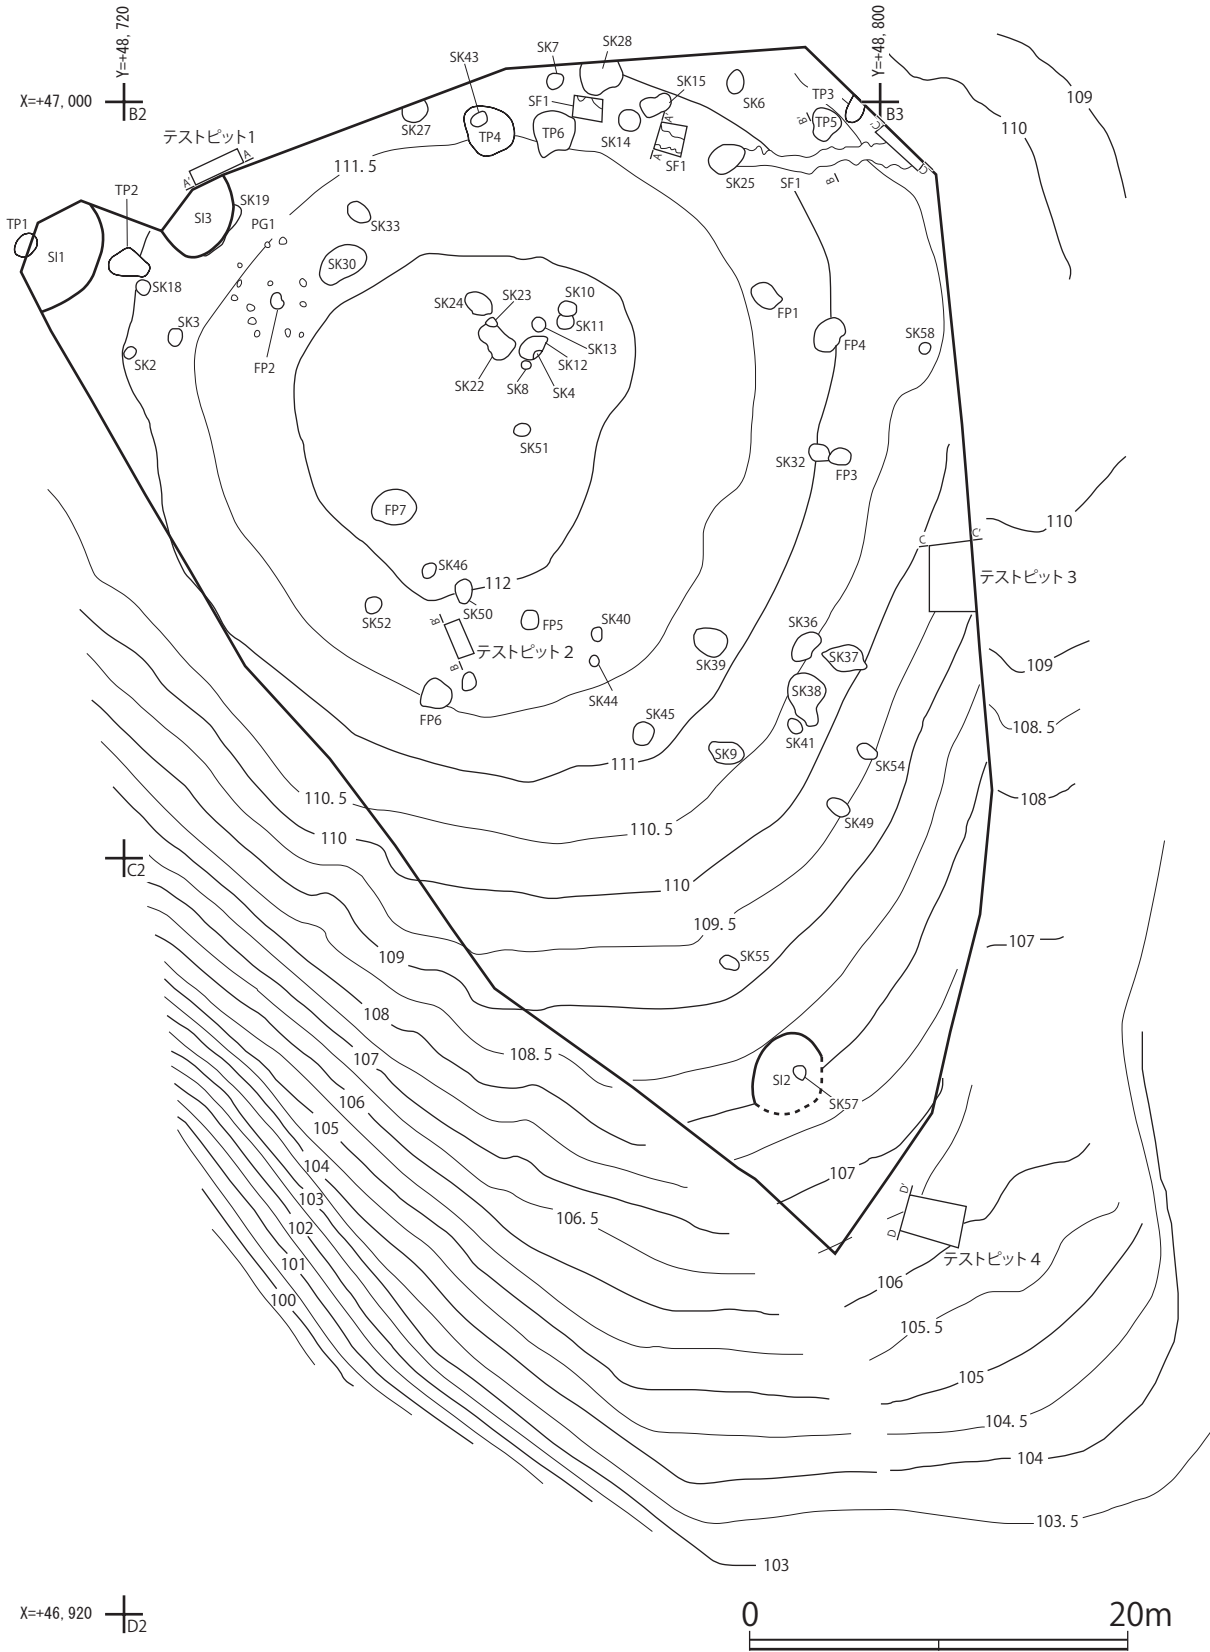 Y=+48, 720
Y=+48, 800
X=+47, 000
B2
B3
SK7
SK28
SK43
SK15
SF1
SK6
TP3
109
110
テストピット1
A
A'
SK27
TP4
TP6
SK14
A'
A
SF1
B'
TP5
C'
C
SK25
SF1
B
111. 5
TP2
SK19
SI3
PG1
SK33
TP1
SI1
SK30
SK18
SK3
SK2
FP2
SK24
SK23
SK10
SK11
SK13
SK12
SK22
SK8
SK4
FP1
FP4
SK58
SK51
SK32
FP3
FP7
110
C
C'
テストピット 3
SK46
112
SK50
SK52
B'
テストピット 2
B
FP5
SK40
SK44
SK39
SK36
SK37
SK38
SK41
109
108. 5
FP6
SK45
SK9
SK54
111
110. 5
108
SK49
110
110. 5
C2
110
109. 5
109
SK55
107
108
108. 5
107
SI2
SK57
106
105
104
107
103
106. 5
D'
D
テストピット 4
102
101
106
100
105. 5
105
104. 5
104
103. 5
103
X=+46, 920
D2
0
20m